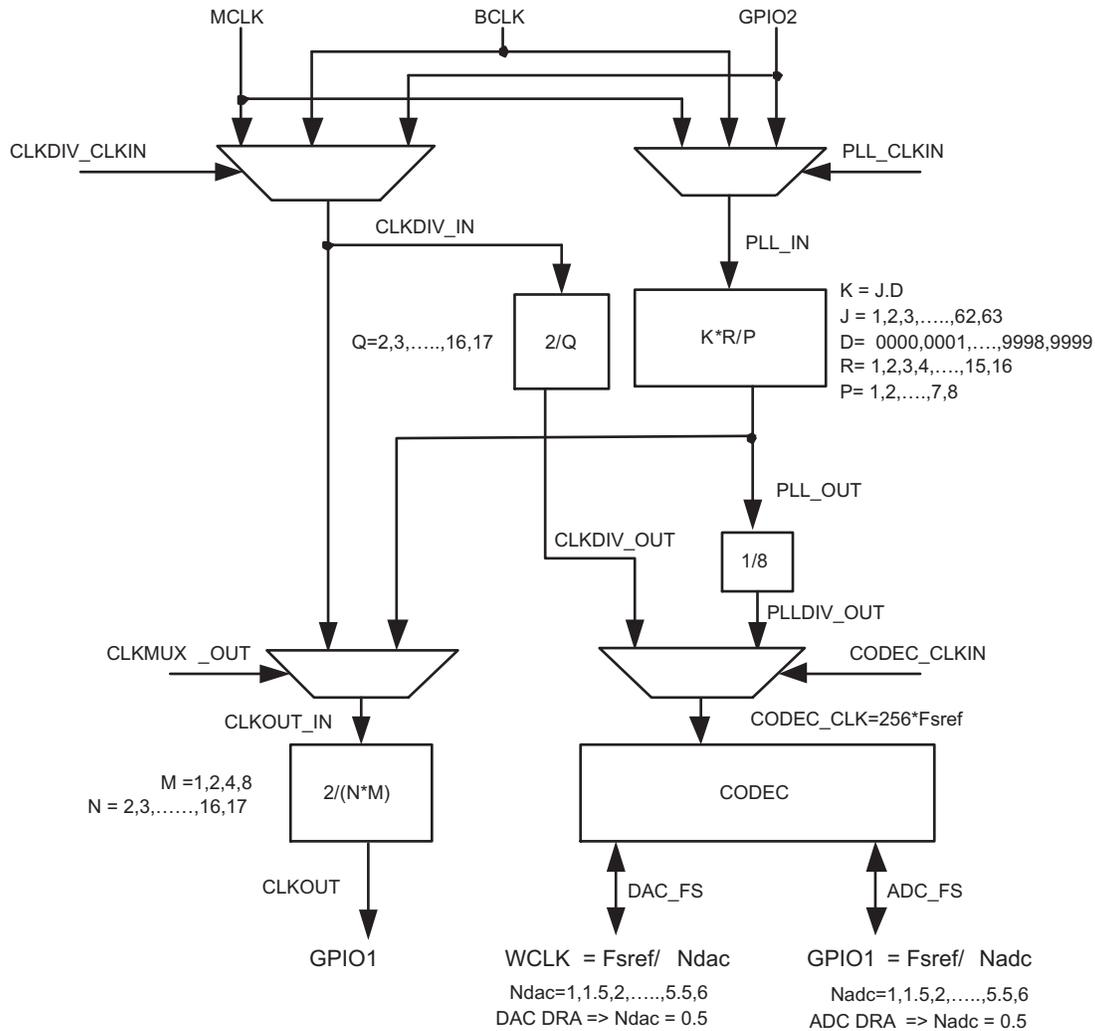 MCLK
BCLK
GPIO2
CLKDIV_CLKIN
PLL_CLKIN
CLKDIV_IN
PLL_IN
Q=2,3,…..,16,17
2/Q
K*R/P
K = J.D
J = 1,2,3,…..,62,63
D= 0000,0001,….,9998,9999
R= 1,2,3,4,….,15,16
P= 1,2,….,7,8
PLL_OUT
CLKDIV_OUT
1/8
PLLDIV_OUT
CLKMUX _OUT
CODEC_CLKIN
CLKOUT_IN
CODEC_CLK=256*Fsref
M =1,2,4,8
N = 2,3,……,16,17
2/(N*M)
CODEC
CLKOUT
DAC_FS
ADC_FS
GPIO1
WCLK = Fsref/ Ndac
GPIO1 = Fsref/ Nadc
Ndac=1,1.5,2,…..,5.5,6
Nadc=1,1.5,2,…..,5.5,6
DAC DRA => Ndac = 0.5
ADC DRA => Nadc = 0.5